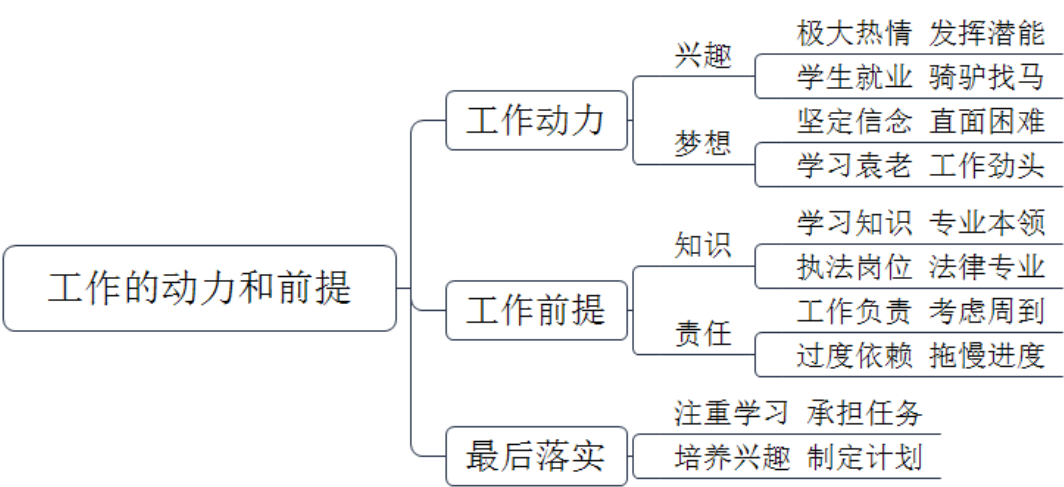 工作的动力和前提
工作动力
兴趣
极大热情 发挥潜能
学生就业 骑驴找马
梦想
坚定信念 直面困难
学习袁老 工作劲头
工作前提
知识
学习知识 专业本领
执法岗位 法律专业
责任
工作负责 考虑周到
过度依赖 拖慢进度
最后落实
注重学习 承担任务
培养兴趣 制定计划